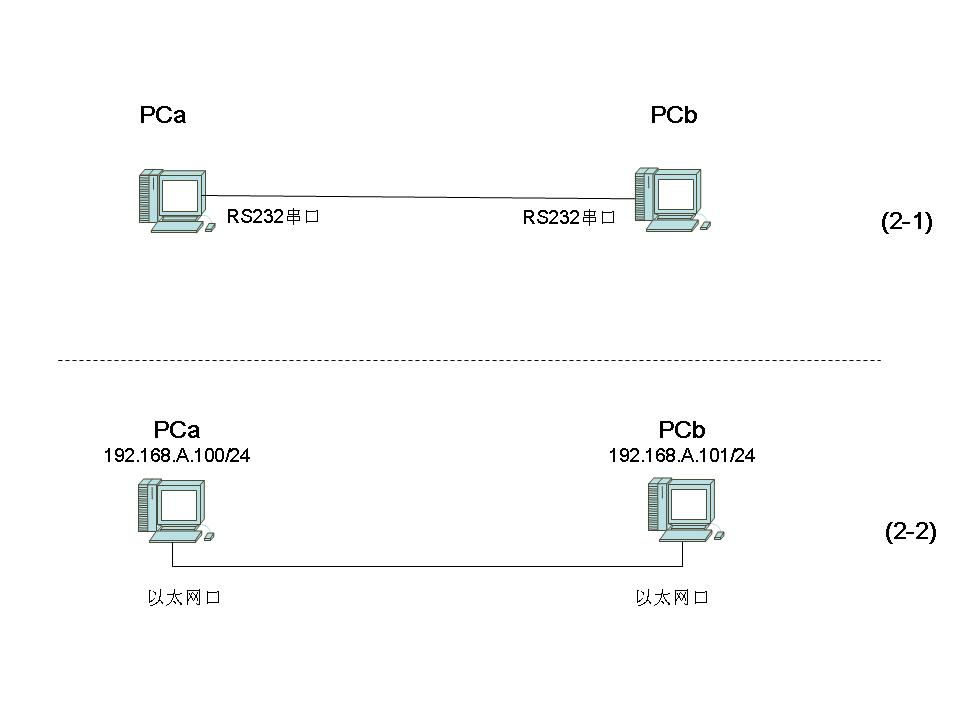 PCa
PCb
RS232串口
RS232串口
(2-1)
PCa
PCb
192.168.A.100/24
192.168.A.101/24
(2-2)
以太网口
以太网口